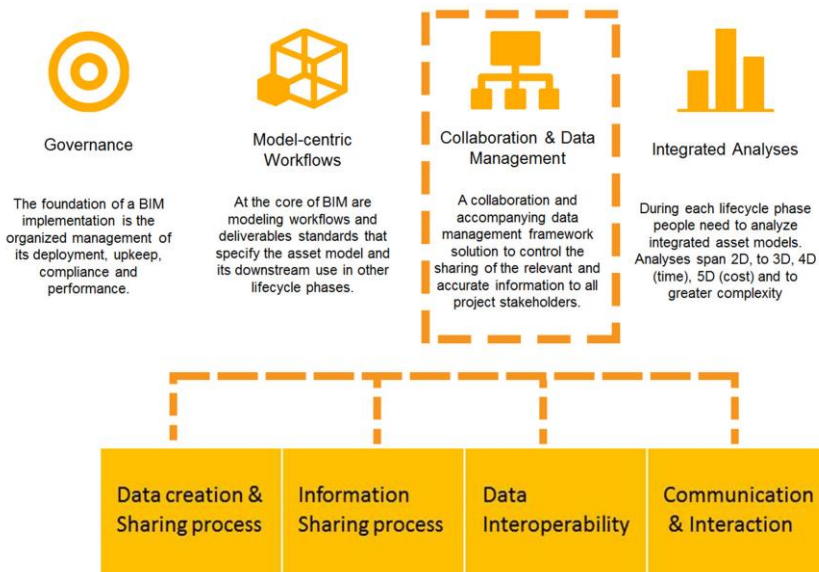 Governance
The foundation of a BIM
implementation is the
organized management of
its deployment, upkeep,
compliance and
performance.
Model-centric
Workflows
At the core of BIM are
modeling workflows and
deliverables standards that
specify the asset model and
its downstream use in other
lifecycle phases.
Collaboration & Data
Management
A collaboration and
accompanying data
management framework
solution to control the
sharing of the relevant and
accurate information to all
project stakeholders.
Integrated Analyses
During each lifecycle phase
people need to analyze
integrated asset models.
Analyses span 2D, to 3D, 4D
(time), 5D (cost) and to
greater complexity
Data creation &
Sharing process
Information
Sharing process
Data
Interoperability
Communication
& Interaction